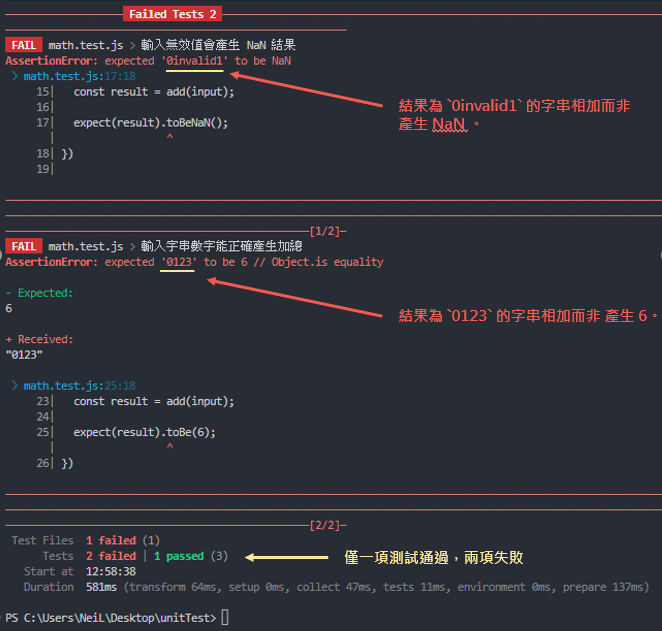 Failed Tests 2
FAIL math.test.js > 輸入無效值會產生 NaN 結果
AssertionError: expected '0invalid1' to be NaN
> math.test.js:17:18
15| const result = add(input);
16|
17| expect(result).toBeNaN();
| ^
18| })
19|
結果為 `0invalid1` 的字串相加而非
產生 NaN 。
[1/2]
FAIL math.test.js > 輸入字串數字能正確產生加總
AssertionError: expected '0123' to be 6 // Object.is equality
- Expected:
6
+ Received:
"0123"
結果為 `0123` 的字串相加而非 產生 6。
> math.test.js:25:18
23| const result = add(input);
24|
25| expect(result).toBe(6);
| ^
26| })
[2/2]
Test Files 1 failed (1)
Tests 2 failed | 1 passed (3)
僅一項測試通過，兩項失敗
Start at 12:58:38
Duration 581ms (transform 64ms, setup 0ms, collect 47ms, tests 11ms, environment 0ms, prepare 137ms)
PS C:\Users\NeiL\Desktop\unitTest>